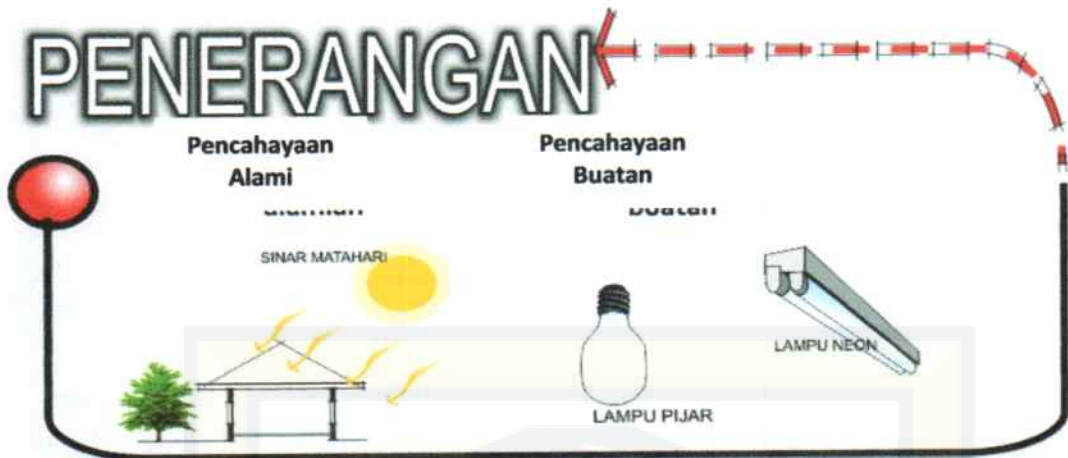 PENERANGAN
Pencahayaan
Alami
Pencahayaan
Buatan
SINAR MATAHARI
LAMPU NEON
LAMPU PIJAR